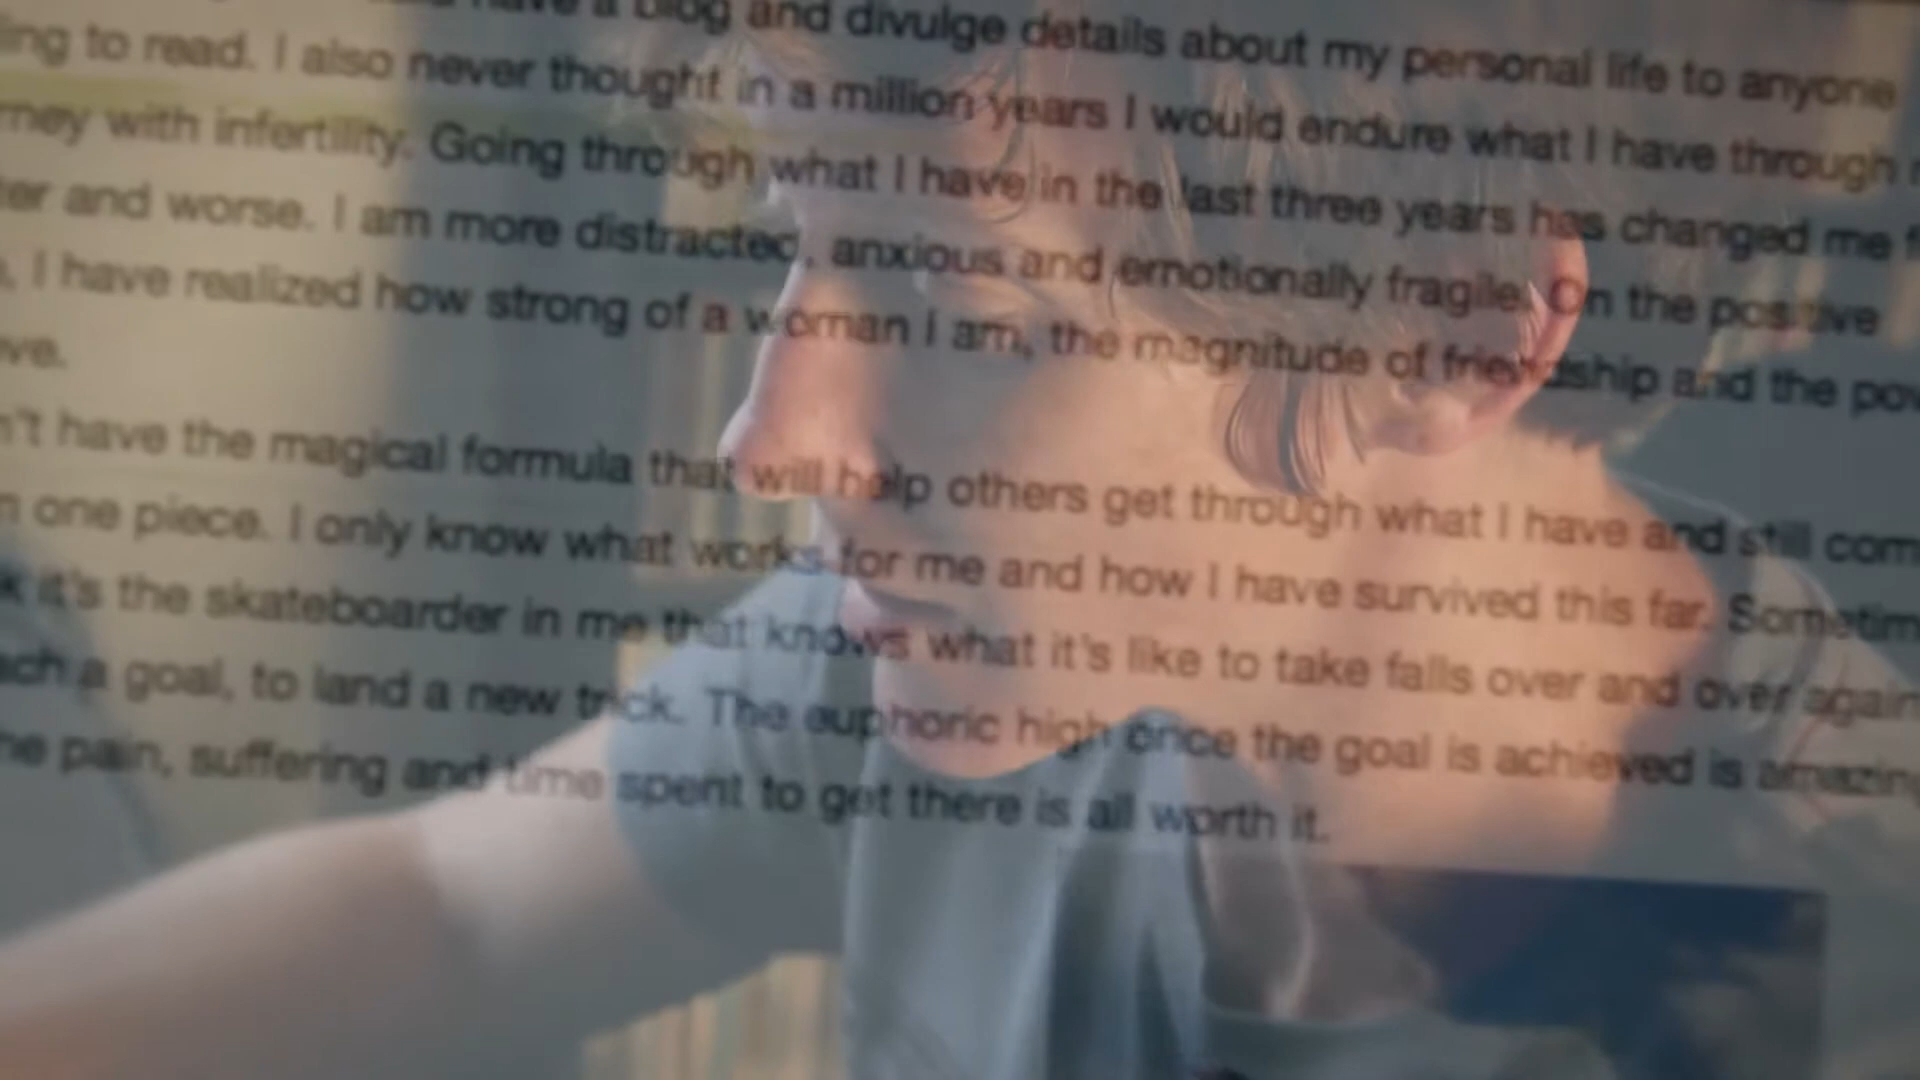 have a blog and divulge details about my personal life to anyone
ing to read. I also never thought in a million years I would endure what I have through
rney with infertility. Going through what I have in the last three years has changed me f
er and worse. I am more distracted, anxious and emotionally fragile. On the positive
, I have realized how strong of a woman I am, the magnitude of friendship and the pow
ve.
n't have the magical formula that will help others get through what I have and still com
n one piece. I only know what works for me and how I have survived this far. Sometim
k it's the skateboarder in me that knows what it's like to take falls over and over again
ach a goal, to land a new trick. The euphoric high once the goal is achieved is amazing
he pain, suffering and time spent to get there is all worth it.